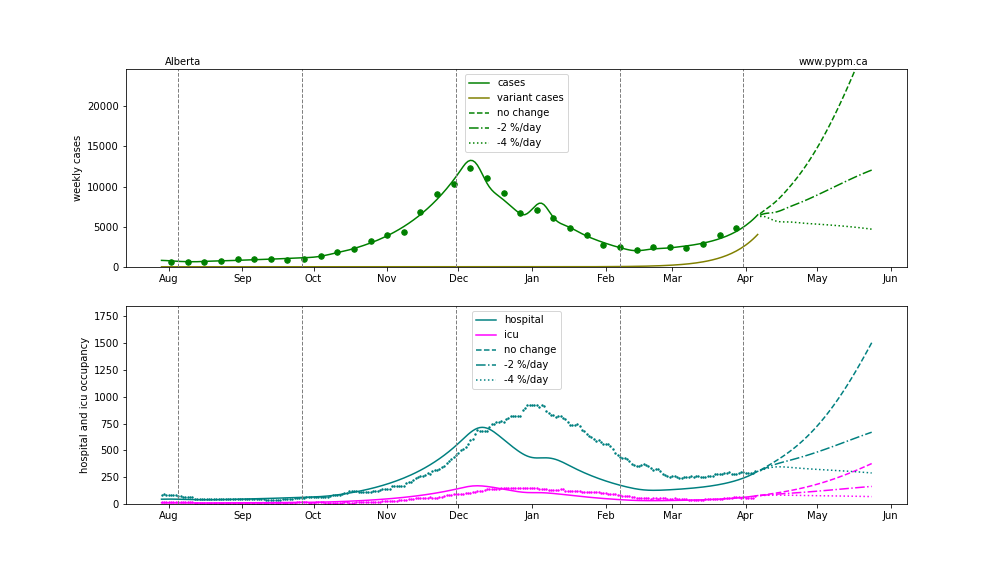 Alberta www.pypm.ca
weekly cases
20000
15000
10000
5000
0
cases
variant cases
no change
-2 %/day
-4 %/day
Aug Sep Oct Nov Dec Jan Feb Mar Apr May Jun
hospital and icu occupancy
1750
1500
1250
1000
750
500
250
0
hospital
icu
no change
-2 %/day
-4 %/day
Aug Sep Oct Nov Dec Jan Feb Mar Apr May Jun